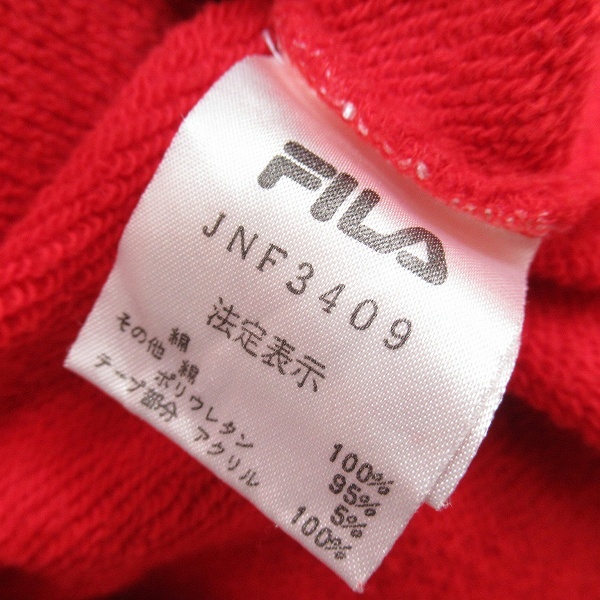 FILA
JNF3409
法定表示
綿 100%
その他 綿 95%
ポリウレタン 5%
テープ部分 アクリル 100%